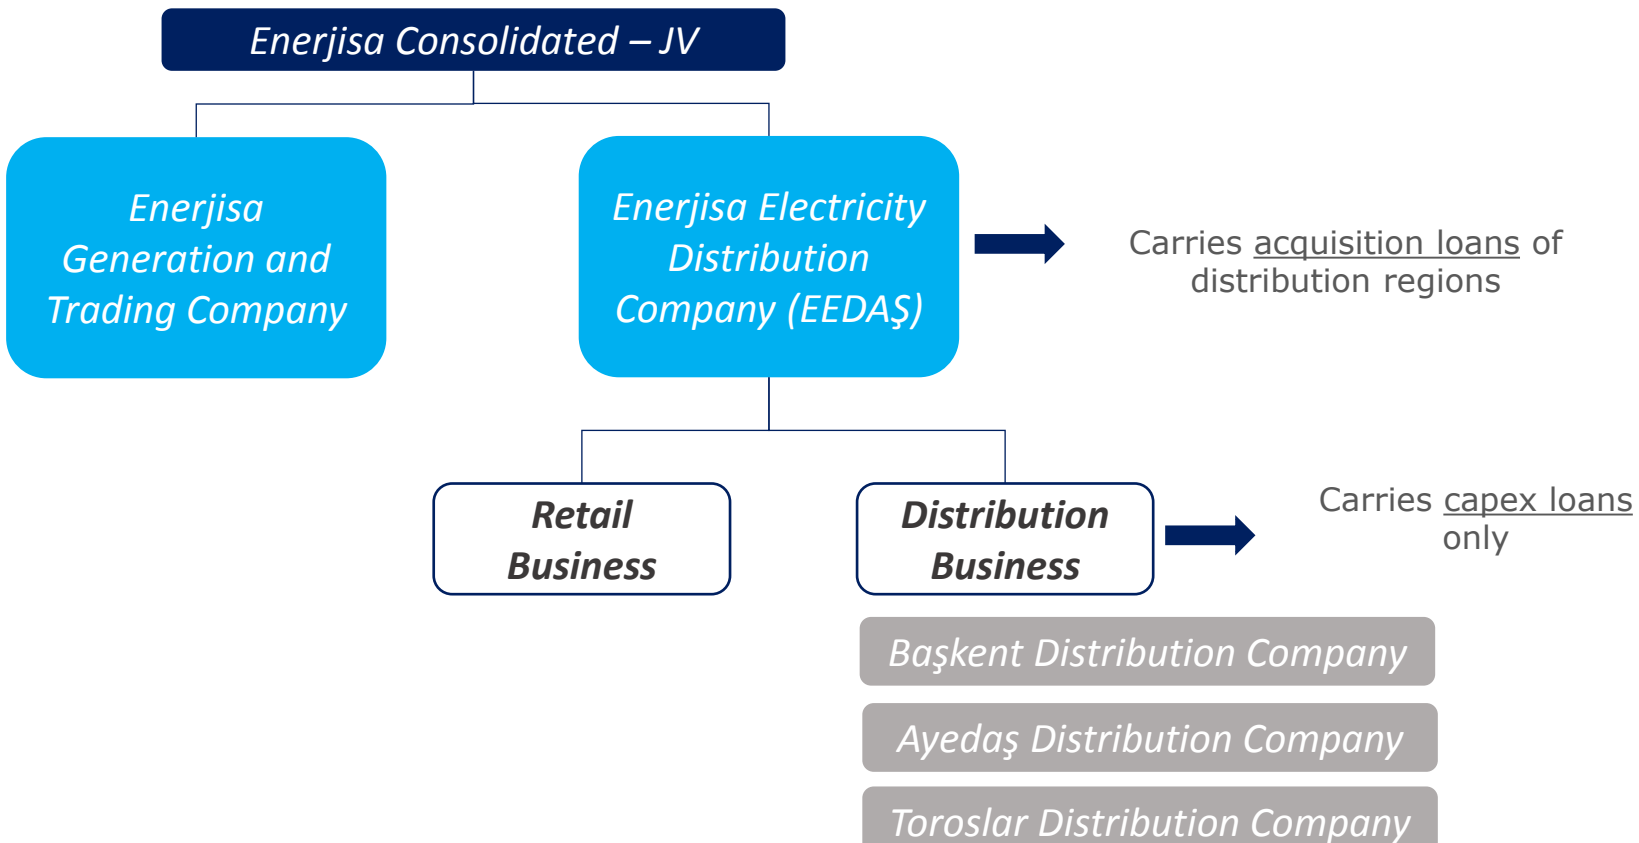 Enerjisa Consolidated – JV
Enerjisa
Generation and
Trading Company
Enerjisa Electricity
Distribution
Company (EEDAŞ)
Carries acquisition loans of
distribution regions
Retail
Business
Distribution
Business
Carries capex loans
only
Başkent Distribution Company
Ayedaş Distribution Company
Toroslar Distribution Company